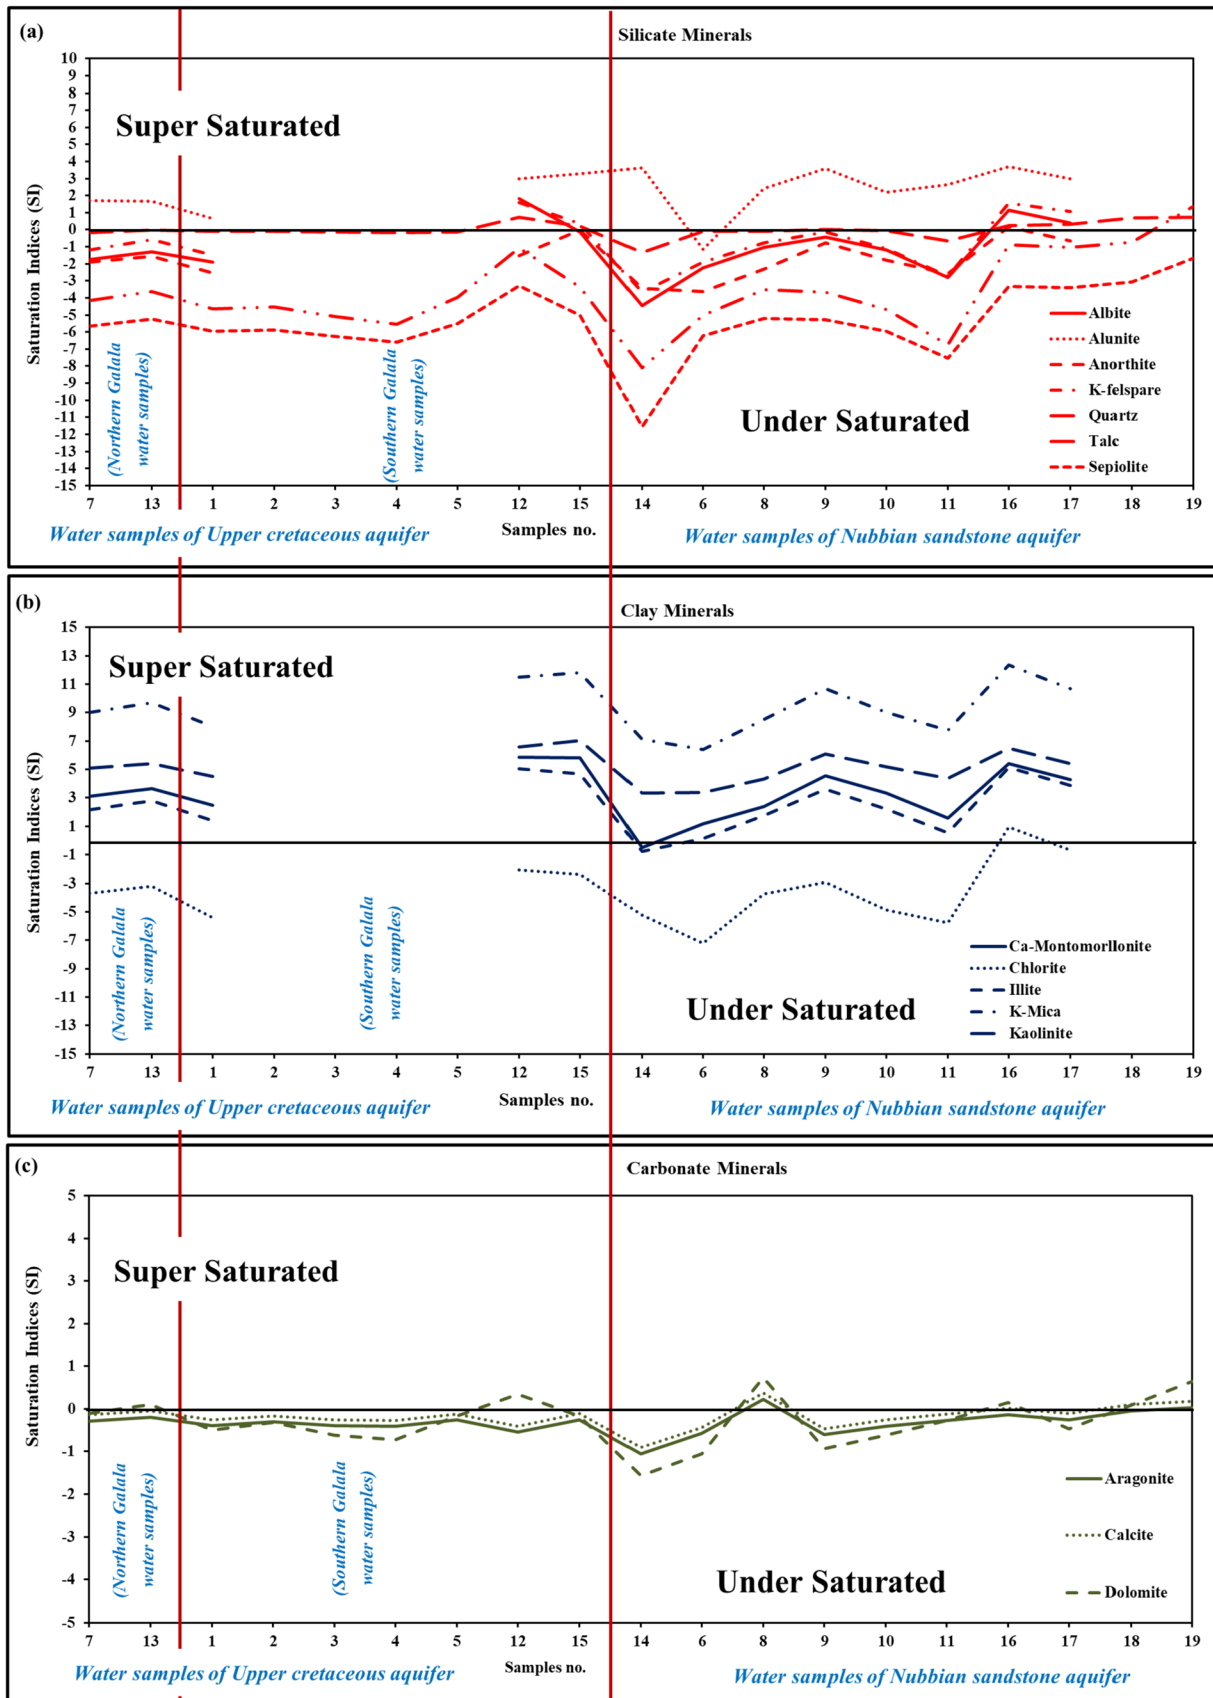 (a)
Silicate Minerals
10
9
8
7
6
5
4
3
2
1
0
-1
-2
-3
-4
-5
-6
-7
-8
-9
-10
-11
-12
-13
-14
-15
Saturation Indices (SI)
Super Saturated
Under Saturated
(Northern Galala
water samples)
(Southern Galala
water samples)
Albite
Alunite
Anorthite
K-felspare
Quartz
Talc
Sepiolite
7 13 1 2 3 4 5 12 15 14 6 8 9 10 11 16 17 18 19
Water samples of Upper cretaceous aquifer
Samples no.
Water samples of Nubbian sandstone aquifer
(b)
Clay Minerals
15
13
11
9
7
5
3
1
-1
-3
-5
-7
-9
-11
-13
-15
Saturation Indices (SI)
Super Saturated
Under Saturated
(Northern Galala
water samples)
(Southern Galala
water samples)
Ca-Montomorllonite
Chlorite
Illite
K-Mica
Kaolinite
7 13 1 2 3 4 5 12 15 14 6 8 9 10 11 16 17 18 19
Water samples of Upper cretaceous aquifer
Samples no.
Water samples of Nubbian sandstone aquifer
(c)
Carbonate Minerals
5
4
3
2
1
0
-1
-2
-3
-4
-5
Saturation Indices (SI)
Super Saturated
Under Saturated
(Northern Galala
water samples)
(Southern Galala
water samples)
Aragonite
Calcite
Dolomite
7 13 1 2 3 4 5 12 15 14 6 8 9 10 11 16 17 18 19
Water samples of Upper cretaceous aquifer
Samples no.
Water samples of Nubbian sandstone aquifer